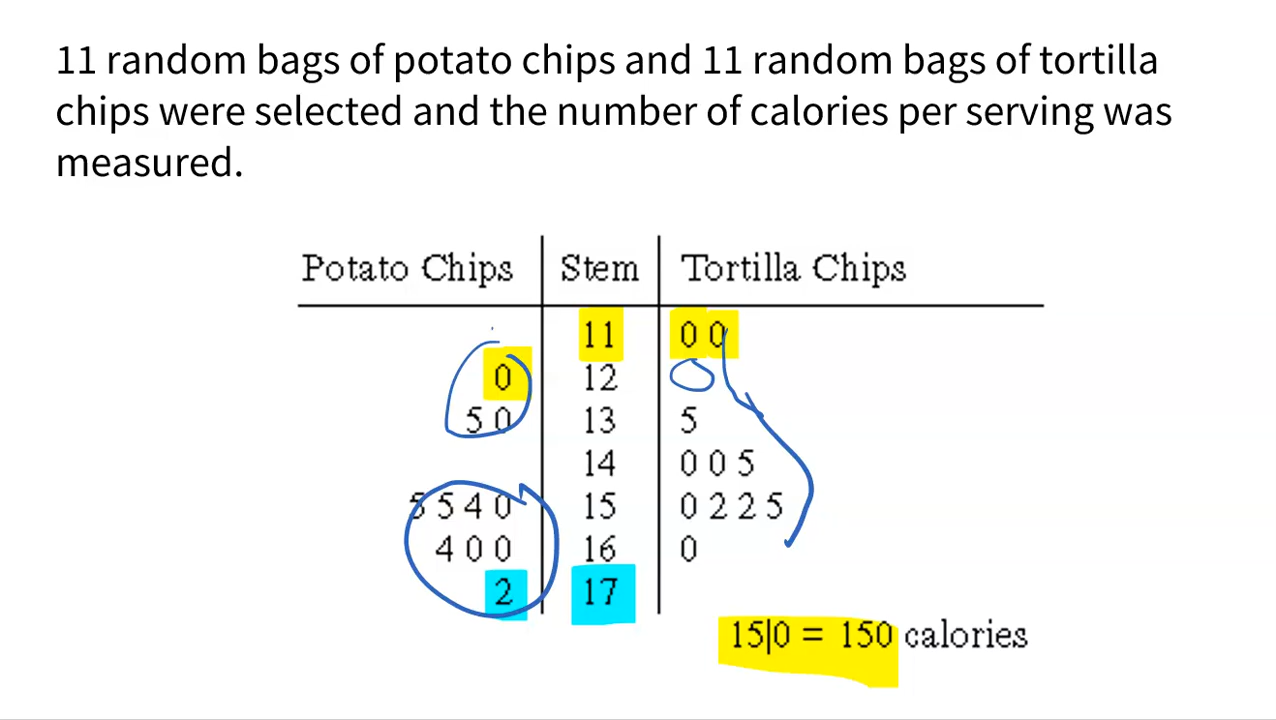 11 random bags of potato chips and 11 random bags of tortilla
chips were selected and the number of calories per serving was
measured.
Potato Chips Stem Tortilla Chips
11 0 0
0 12
5 0 13 5
14 0 0 5
5 5 4 0 15 0 2 2 5
4 0 0 16 0
2 17
15|0 = 150 calories